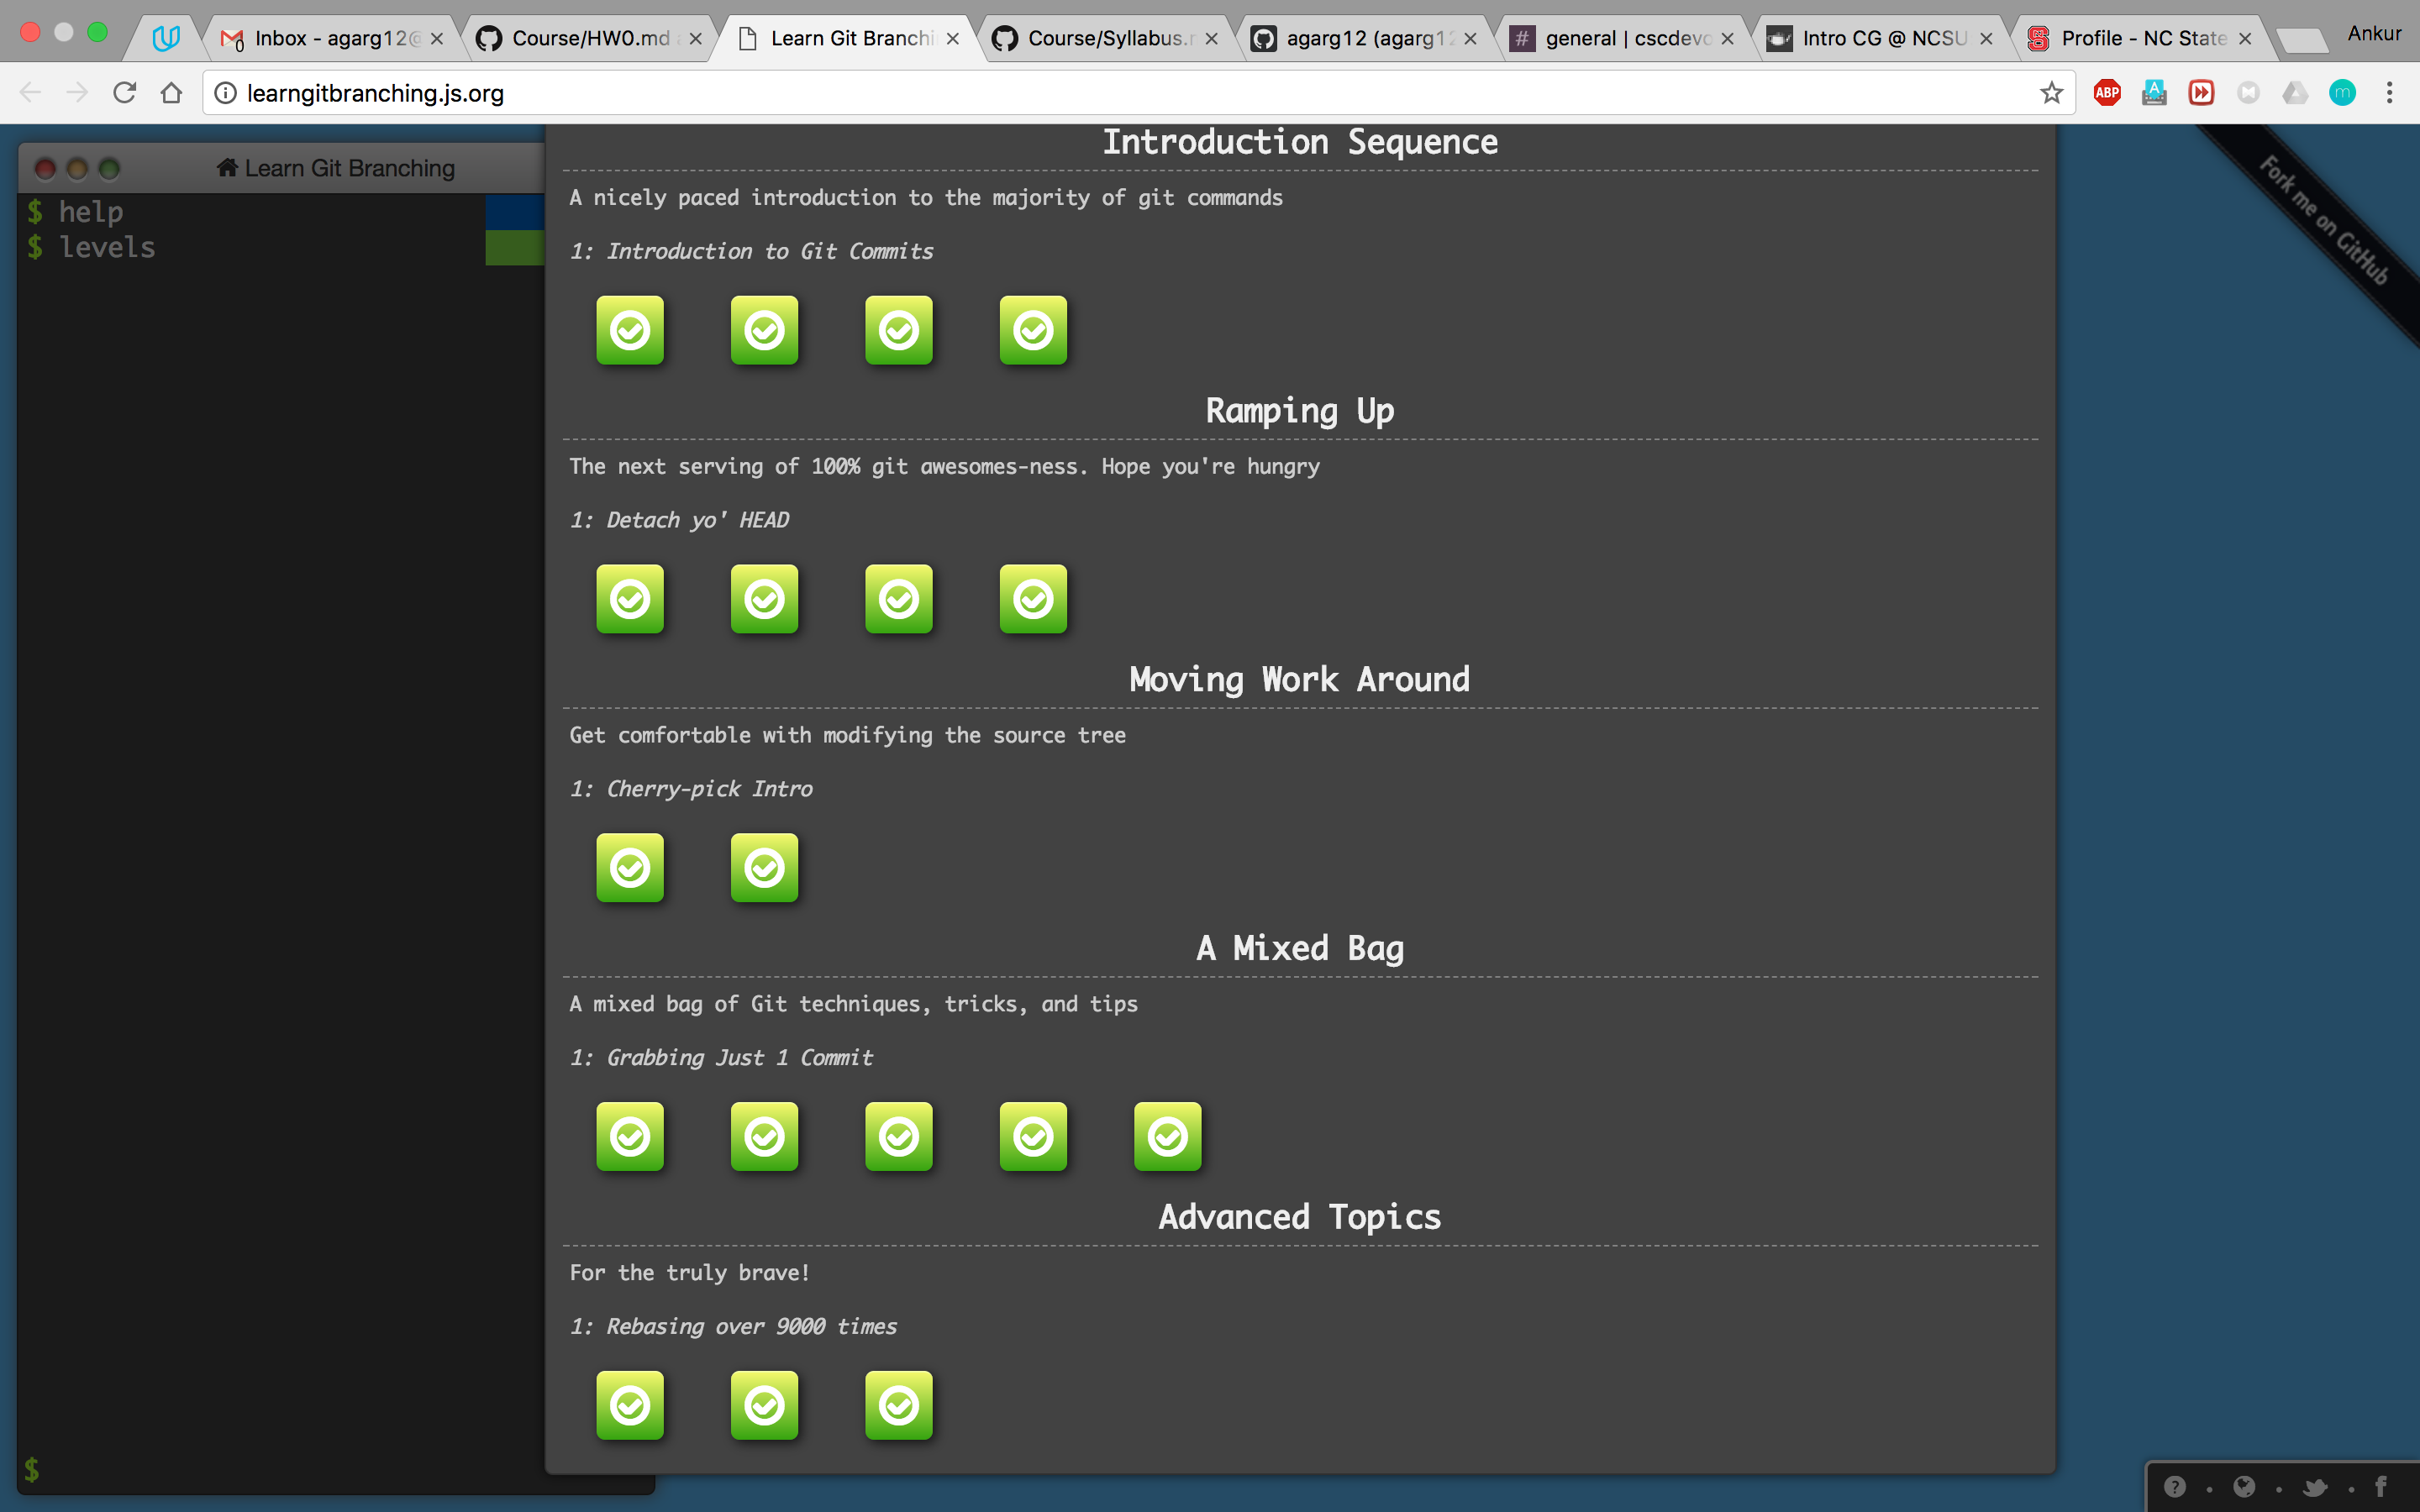 Inbox - agarg12@
Course/HW0.md
Learn Git Branchi
Course/Syllabus.
agarg12 (agarg12
# general | cscdevo
Intro CG @ NCSU
Profile - NC State
Ankur
learngitbranching.js.org
ABP
Learn Git Branching
$ help
$ levels
$
Introduction Sequence
A nicely paced introduction to the majority of git commands
1: Introduction to Git Commits
Ramping Up
The next serving of 100% git awesomes-ness. Hope you're hungry
1: Detach yo' HEAD
Moving Work Around
Get comfortable with modifying the source tree
1: Cherry-pick Intro
A Mixed Bag
A mixed bag of Git techniques, tricks, and tips
1: Grabbing Just 1 Commit
Advanced Topics
For the truly brave!
1: Rebasing over 9000 times
Fork me on GitHub